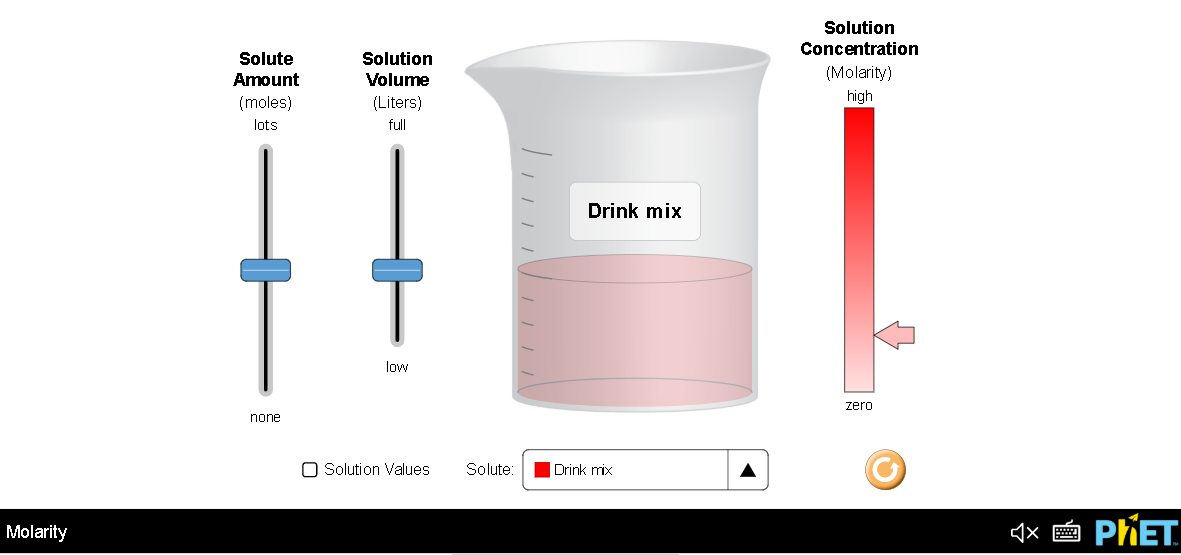 Solute
Amount
(moles)
lots
none
Solution
Volume
(Liters)
full
low
Drink mix
Solution
Concentration
(Molarity)
high
zero
Solution Values
Solute:
Drink mix
Molarity
PhET